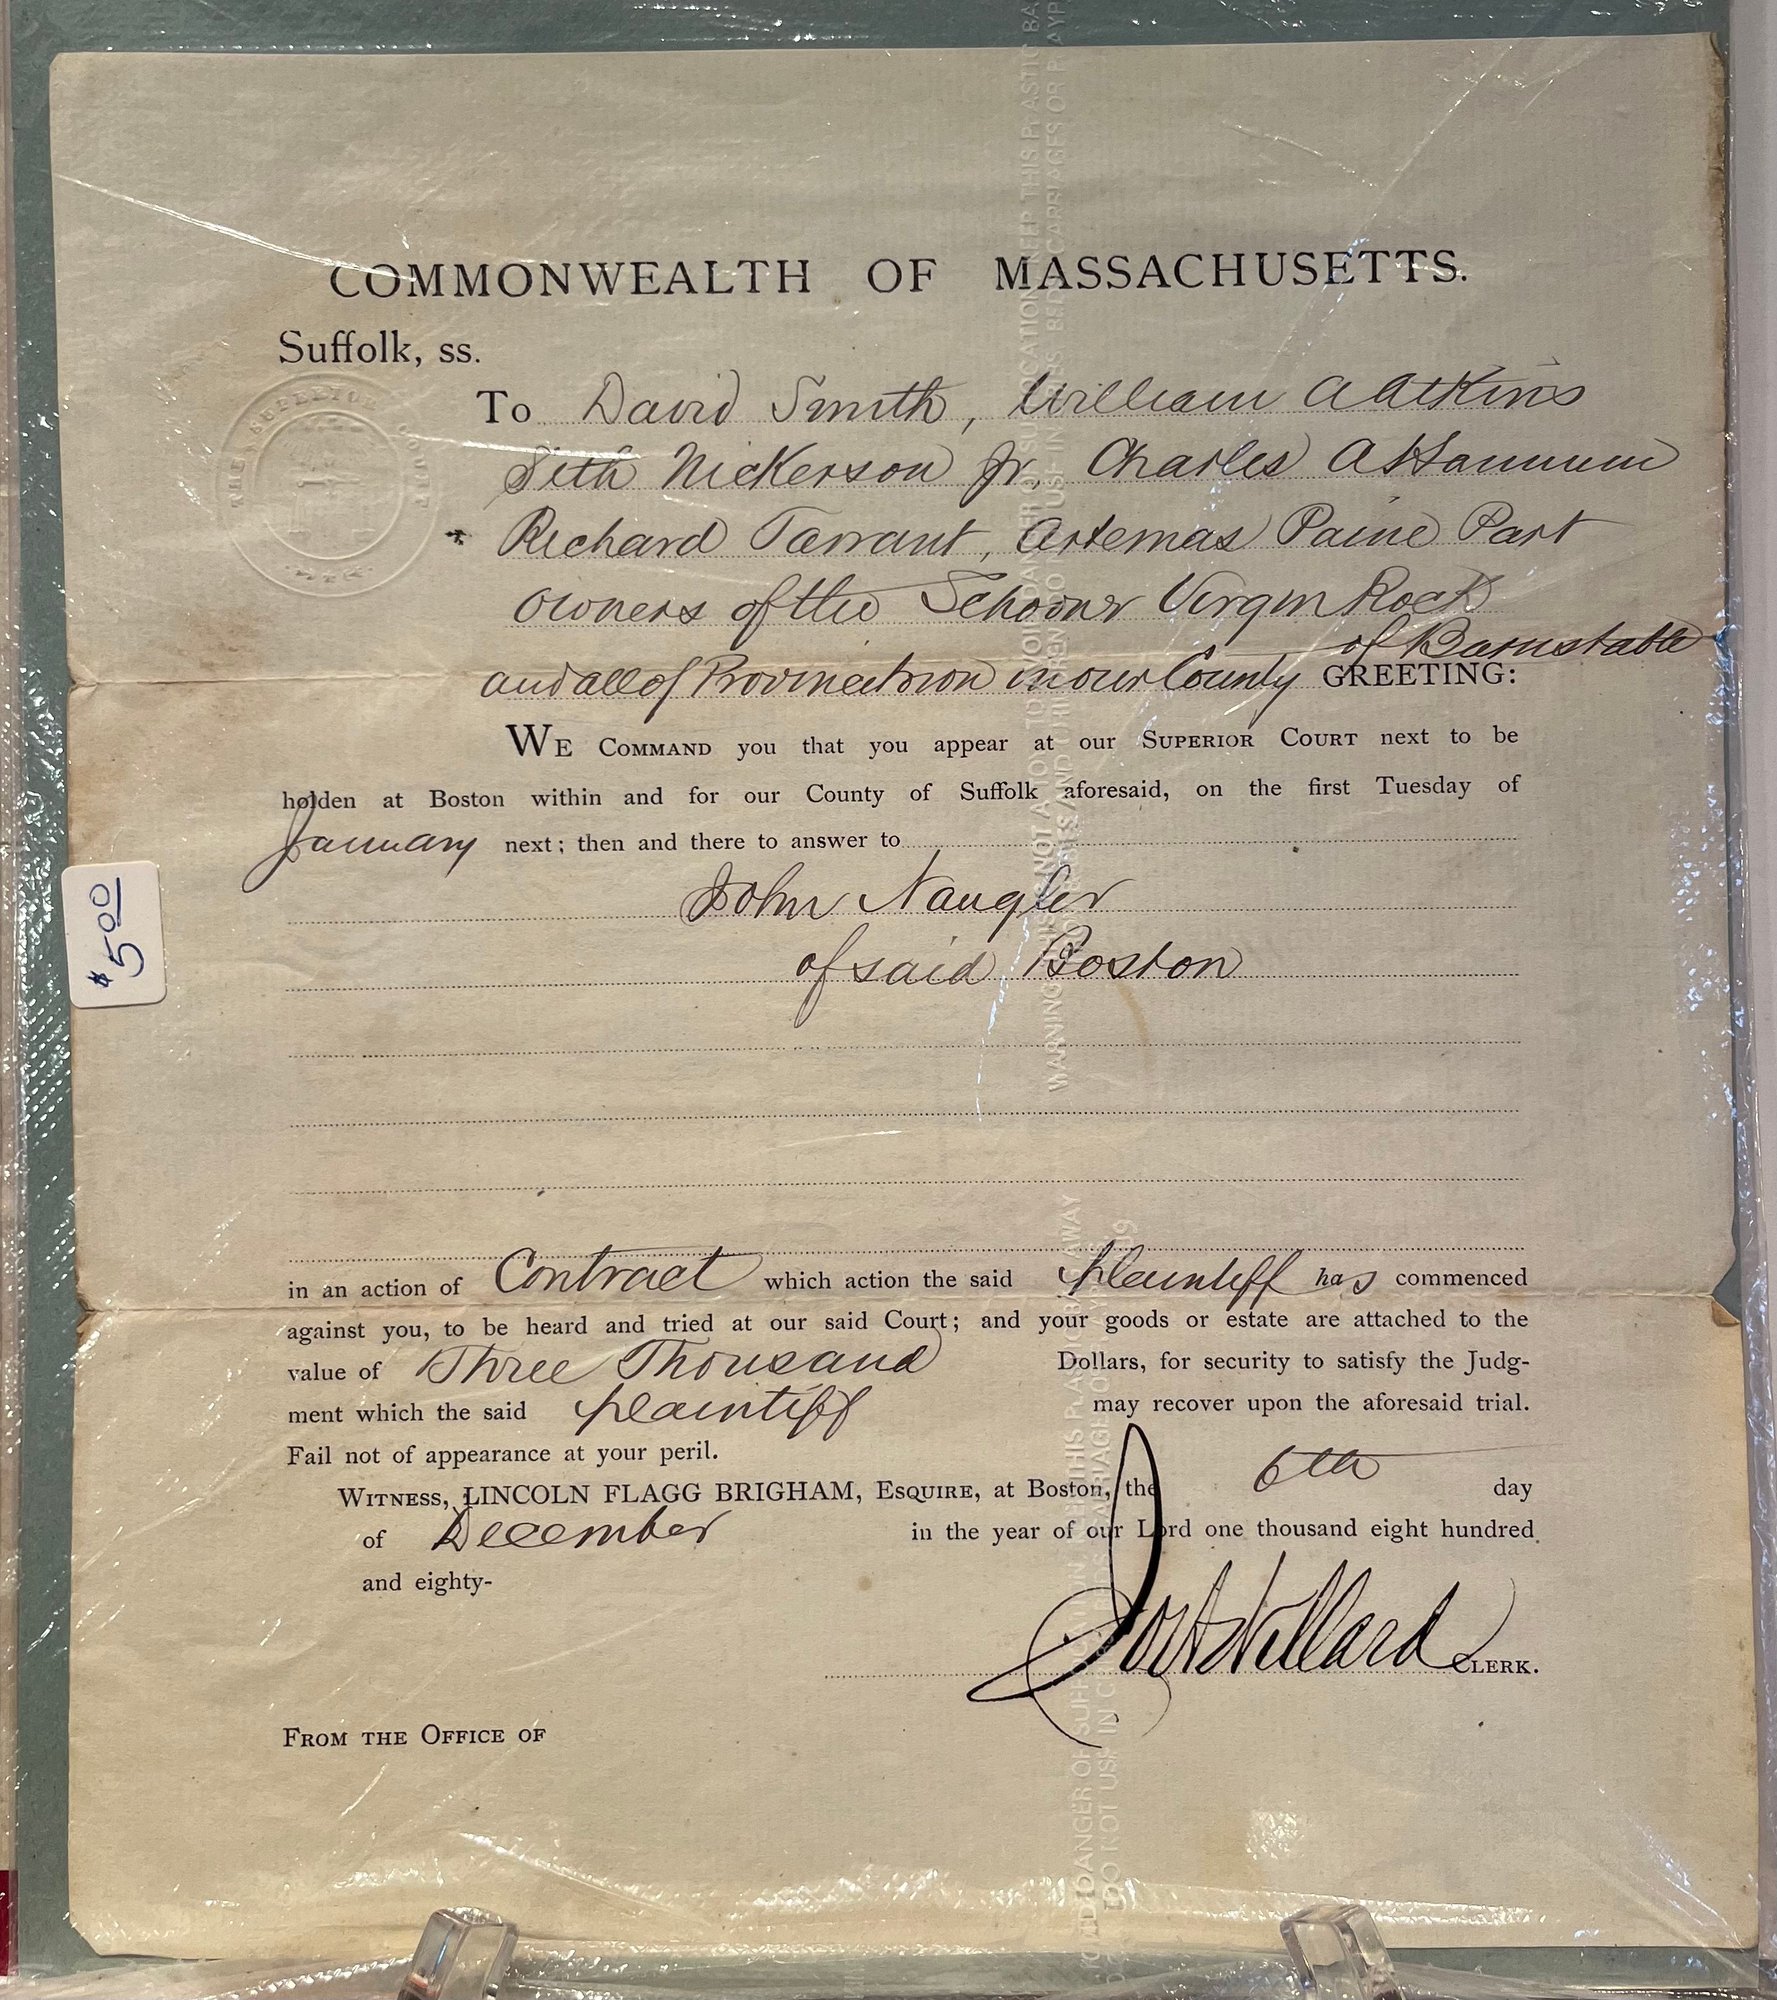 COMMONWEALTH OF MASSACHUSETTS.
Suffolk, ss.
THE SUPERIOR COURT
To David Smith, William A Atkins
Seth Nickerson Jr. Charles A Hannum
Richard Tarrant, Artemas Paine Part
owners of the Schooner Virgin Rock
of Barnstable
and all of Provincetown in our County GREETING:
WE COMMAND you that you appear at our SUPERIOR COURT next to be
holden at Boston within and for our County of Suffolk aforesaid, on the first Tuesday of
January next; then and there to answer to
John Naugler
of said Boston
$5.00
in an action of Contract which action the said plaintiff has commenced
against you, to be heard and tried at our said Court; and your goods or estate are attached to the
value of Three Thousand Dollars, for security to satisfy the Judg-
ment which the said plaintiff may recover upon the aforesaid trial.
Fail not of appearance at your peril.
WITNESS, LINCOLN FLAGG BRIGHAM, ESQUIRE, at Boston, the 6th day
of December in the year of our Lord one thousand eight hundred
and eighty-
Jos A Willard CLERK.
FROM THE OFFICE OF